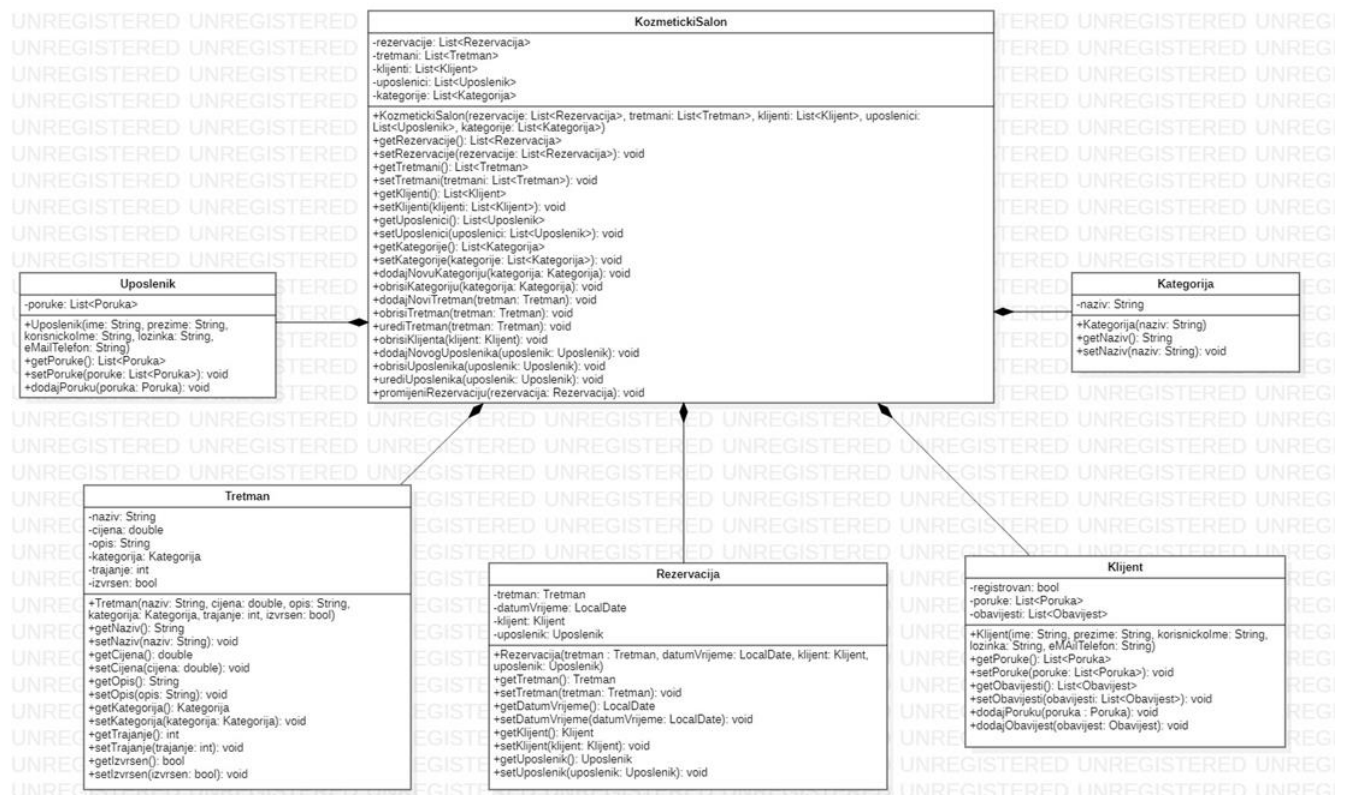 KozmetickiSalon
-rezervacije: List<Rezervacija>
-tretmani: List<Tretman>
-klijenti: List<Klijent>
-uposlenici: List<Uposlenik>
-kategorije: List<Kategorija>
+KozmetickiSalon(rezervacije: List<Rezervacija>, tretmani: List<Tretman>, klijenti: List<Klijent>, uposlenici:
List<Uposlenik>, kategorije: List<Kategorija>)
+getRezervacije(): List<Rezervacija>
+setRezervacije(rezervacije: List<Rezervacija>): void
+getTretmani(): List<Tretman>
+setTretmani(tretmani: List<Tretman>): void
+getKlijenti(): List<Klijent>
+setKlijenti(klijenti: List<Klijent>): void
+getUposlenici(): List<Uposlenik>
+setUposlenici(uposlenici: List<Uposlenik>): void
+getKategorije(): List<Kategorija>
+setKategorije(kategorije: List<Kategorija>): void
+dodajNovuKategoriju(kategorija: Kategorija): void
+obrisiKategoriju(kategorija: Kategorija): void
+dodajNoviTretman(tretman: Tretman): void
+obrisiTretman(tretman: Tretman): void
+urediTretman(tretman: Tretman): void
+obrisiKlijenta(klijent: Klijent): void
+dodajNovogUposlenika(uposlenik: Uposlenik): void
+obrisiUposlenika(uposlenik: Uposlenik): void
+urediUposlenika(uposlenik: Uposlenik): void
+promijeniRezervaciju(rezervacija: Rezervacija): void
Uposlenik
-poruke: List<Poruka>
+Uposlenik(ime: String, prezime: String,
korisnickoIme: String, lozinka: String,
eMailTelefon: String)
+getPoruke(): List<Poruka>
+setPoruke(poruke: List<Poruka>): void
+dodajPoruku(poruka: Poruka): void
Kategorija
-naziv: String
+Kategorija(naziv: String)
+getNaziv(): String
+setNaziv(naziv: String): void
Tretman
-naziv: String
-cijena: double
-opis: String
-kategorija: Kategorija
-trajanje: int
-izvrsen: bool
+Tretman(naziv: String, cijena: double, opis: String,
kategorija: Kategorija, trajanje: int, izvrsen: bool)
+getNaziv(): String
+setNaziv(naziv: String): void
+getCijena(): double
+setCijena(cijena: double): void
+getOpis(): String
+setOpis(opis: String): void
+getKategorija(): Kategorija
+setKategorija(kategorija: Kategorija): void
+getTrajanje(): int
+setTrajanje(trajanje: int): void
+getIzvrsen(): bool
+setIzvrsen(izvrsen: bool): void
Rezervacija
-tretman: Tretman
-datumVrijeme: LocalDate
-klijent: Klijent
-uposlenik: Uposlenik
+Rezervacija(tretman : Tretman, datumVrijeme: LocalDate, klijent: Klijent,
uposlenik: Uposlenik)
+getTretman(): Tretman
+setTretman(tretman: Tretman): void
+getDatumVrijeme(): LocalDate
+setDatumVrijeme(datumVrijeme: LocalDate): void
+getKlijent(): Klijent
+setKlijent(klijent: Klijent): void
+getUposlenik(): Uposlenik
+setUposlenik(uposlenik: Uposlenik): void
Klijent
-registrovan: bool
-poruke: List<Poruka>
-obavijesti: List<Obavijest>
+Klijent(ime: String, prezime: String, korisnickoIme: String,
lozinka: String, eMAilTelefon: String)
+getPoruke(): List<Poruka>
+setPoruke(poruke: List<Poruka>): void
+getObavijesti(): List<Obavijest>
+setObavijesti(obavijesti: List<Obavijest>): void
+dodajPoruku(poruka : Poruka): void
+dodajObavijest(obavijest: Obavijest): void